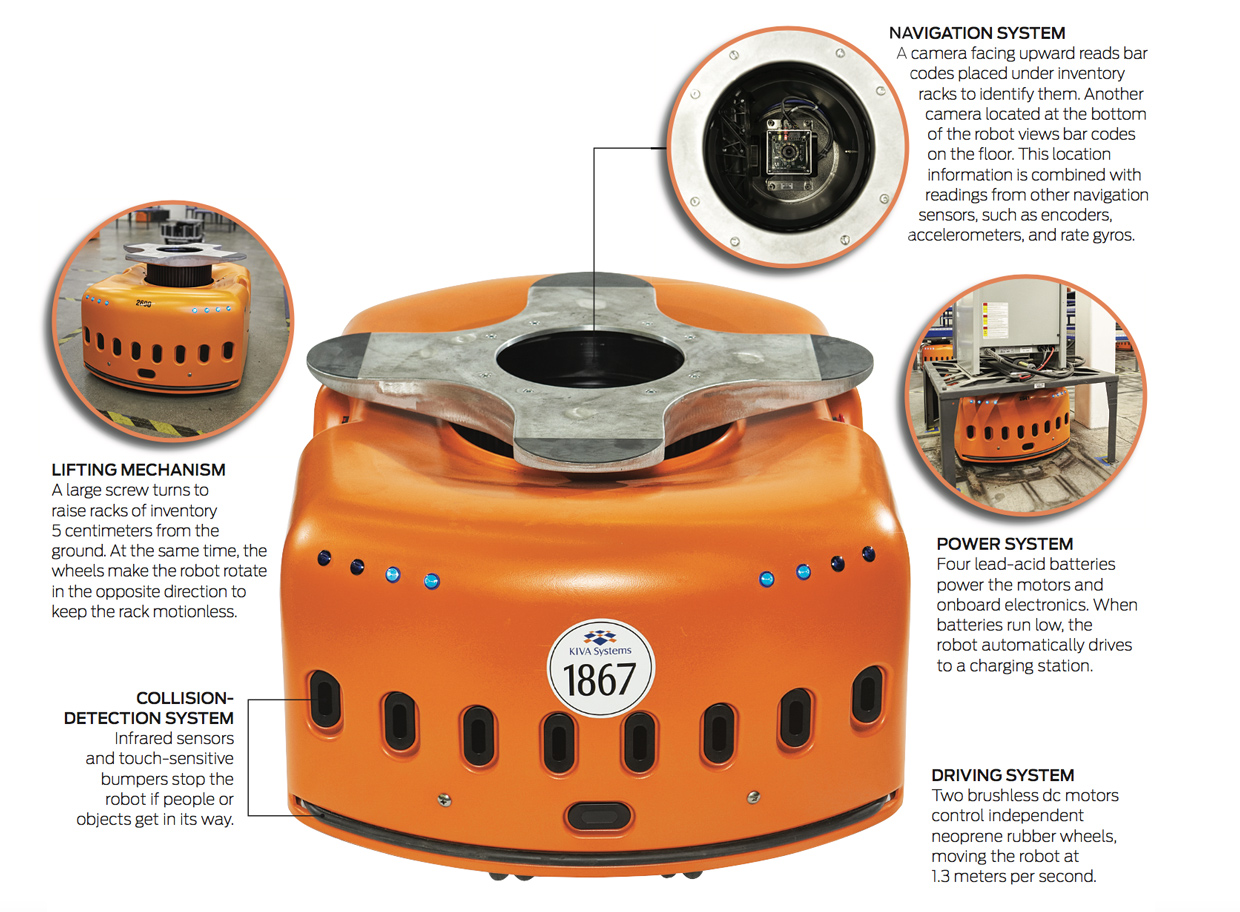 NAVIGATION SYSTEM
A camera facing upward reads bar
codes placed under inventory
racks to identify them. Another
camera located at the bottom
of the robot views bar codes
on the floor. This location
information is combined with
readings from other navigation
sensors, such as encoders,
accelerometers, and rate gyros.
LIFTING MECHANISM
A large screw turns to
raise racks of inventory
5 centimeters from the
ground. At the same time, the
wheels make the robot rotate
in the opposite direction to
keep the rack motionless.
POWER SYSTEM
Four lead-acid batteries
power the motors and
onboard electronics. When
batteries run low, the
robot automatically drives
to a charging station.
KIVA Systems
1867
COLLISION-
DETECTION SYSTEM
Infrared sensors
and touch-sensitive
bumpers stop the
robot if people or
objects get in its way.
DRIVING SYSTEM
Two brushless dc motors
control independent
neoprene rubber wheels,
moving the robot at
1.3 meters per second.